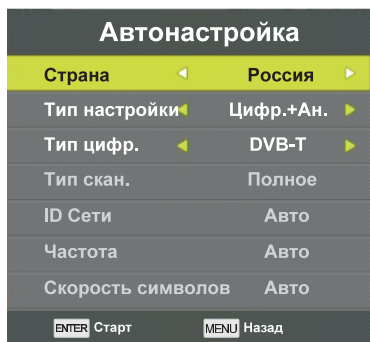 Автонастройка
Страна Россия
Тип настройки Цифр.+Ан.
Тип цифр. DVB-T
Тип скан. Полное
ID Сети Авто
Частота Авто
Скорость символов Авто
ENTER Старт MENU Назад